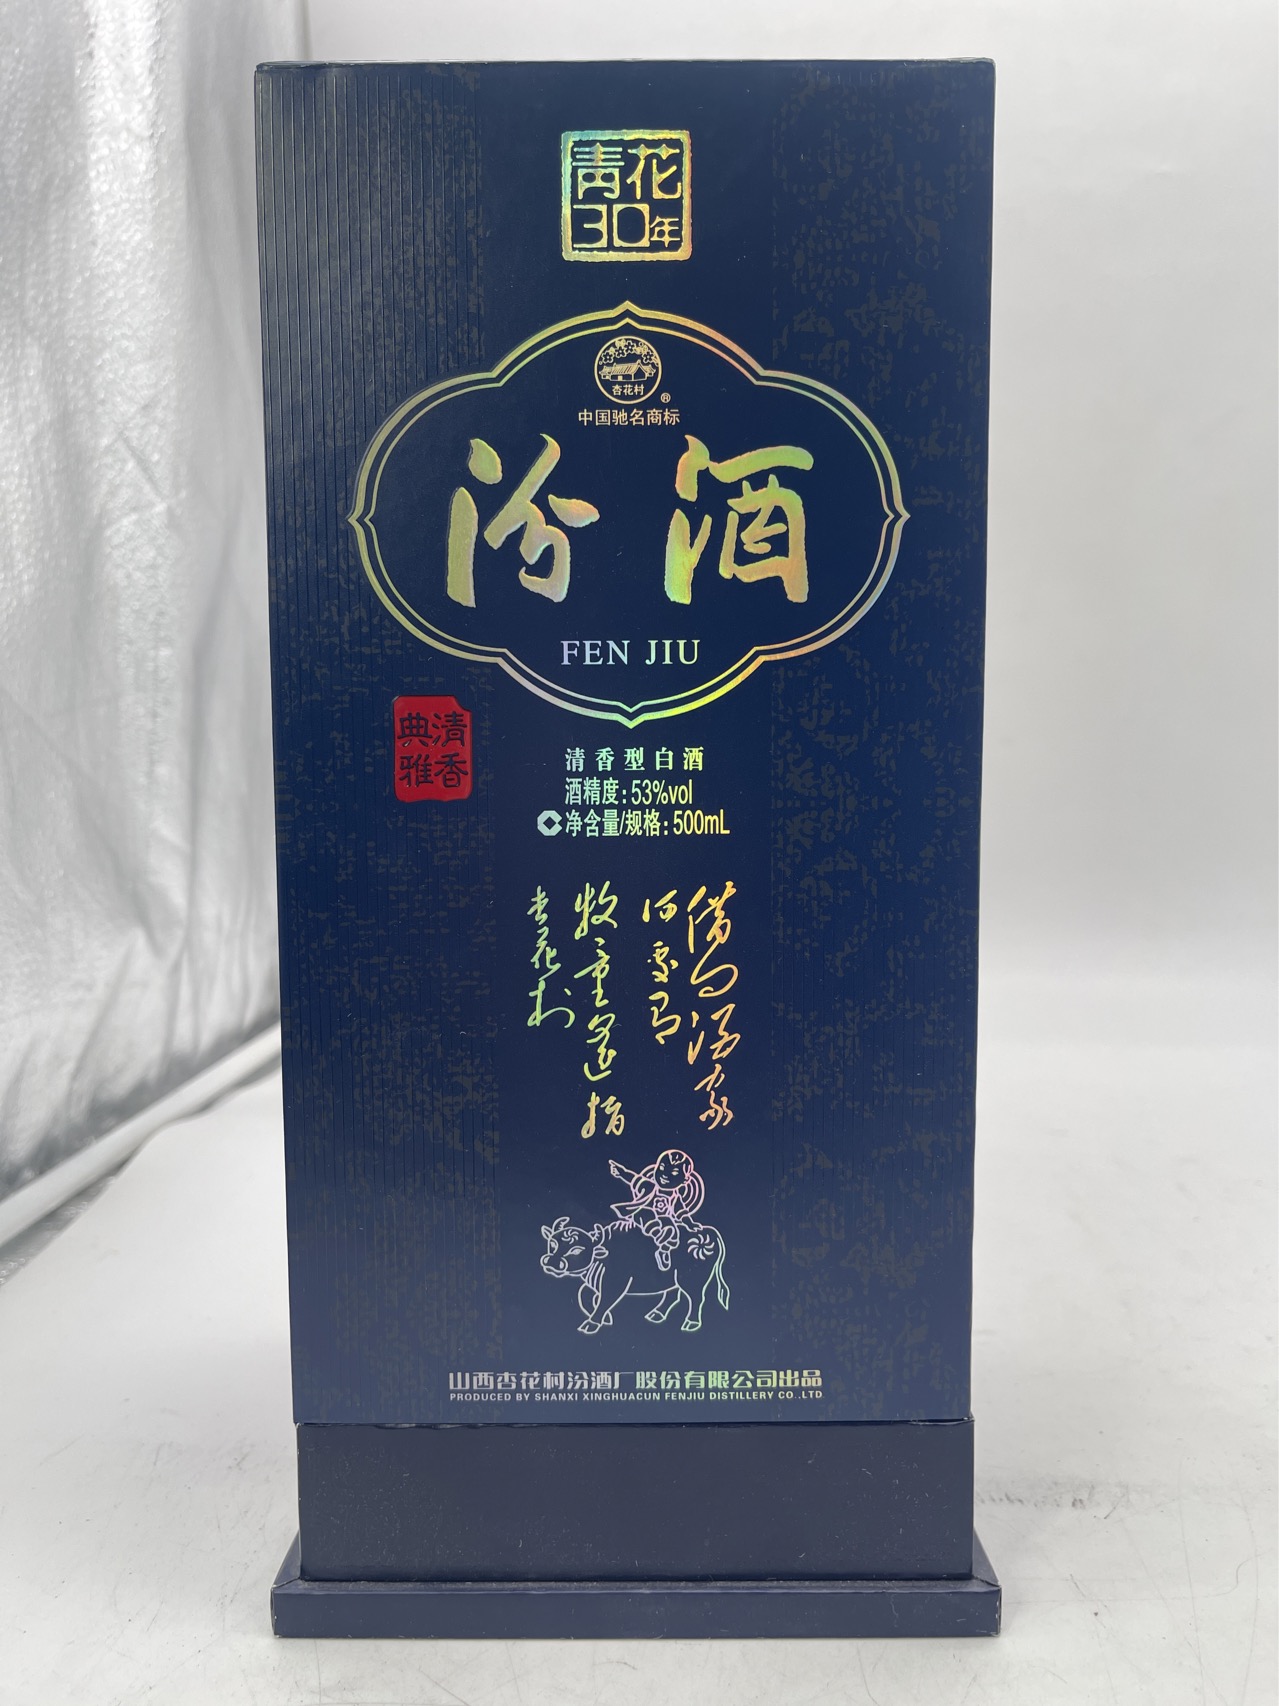 青花
30年
杏花村
®
中国驰名商标
汾酒
FEN JIU
清香
典雅
清香型白酒
酒精度:53%vol
净含量/规格:500mL
借问酒家
何处有
牧童遥指
杏花村
山西杏花村汾酒厂股份有限公司出品
PRODUCED BY SHANXI XINGHUACUN FENJIU DISTILLERY CO.,LTD